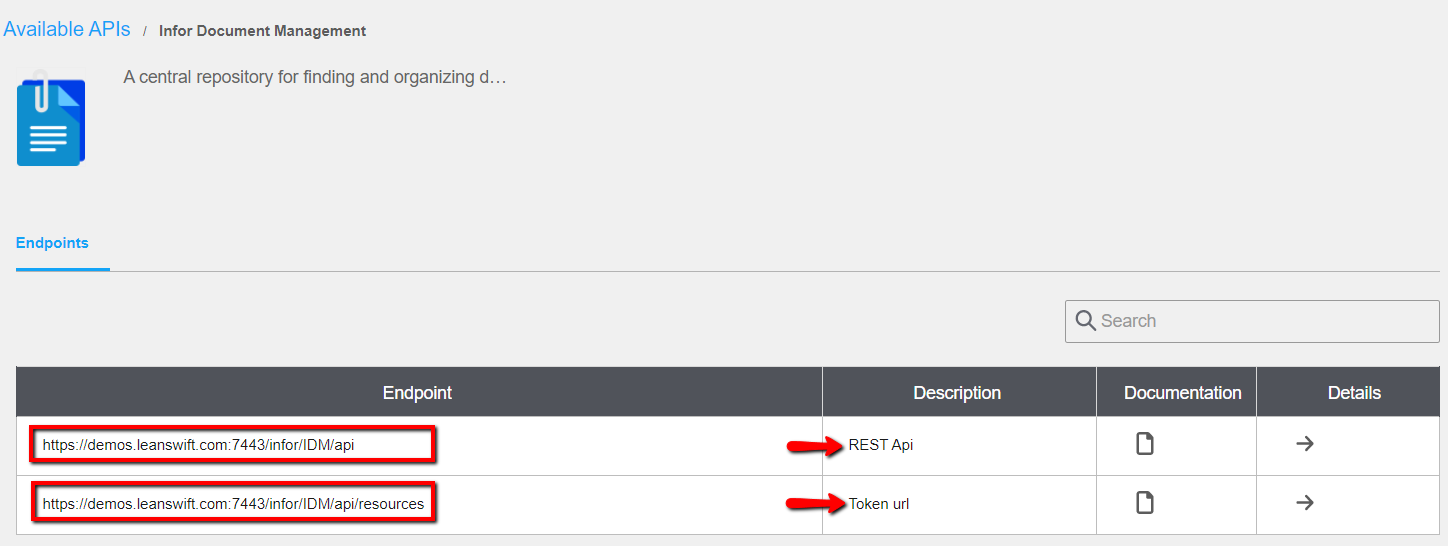 Available APIs / Infor Document Management
A central repository for finding and organizing d...
Endpoints
Search
Endpoint Description Documentation Details
https://demos.leanswift.com:7443/infor/IDM/api REST Api
https://demos.leanswift.com:7443/infor/IDM/api/resources Token url